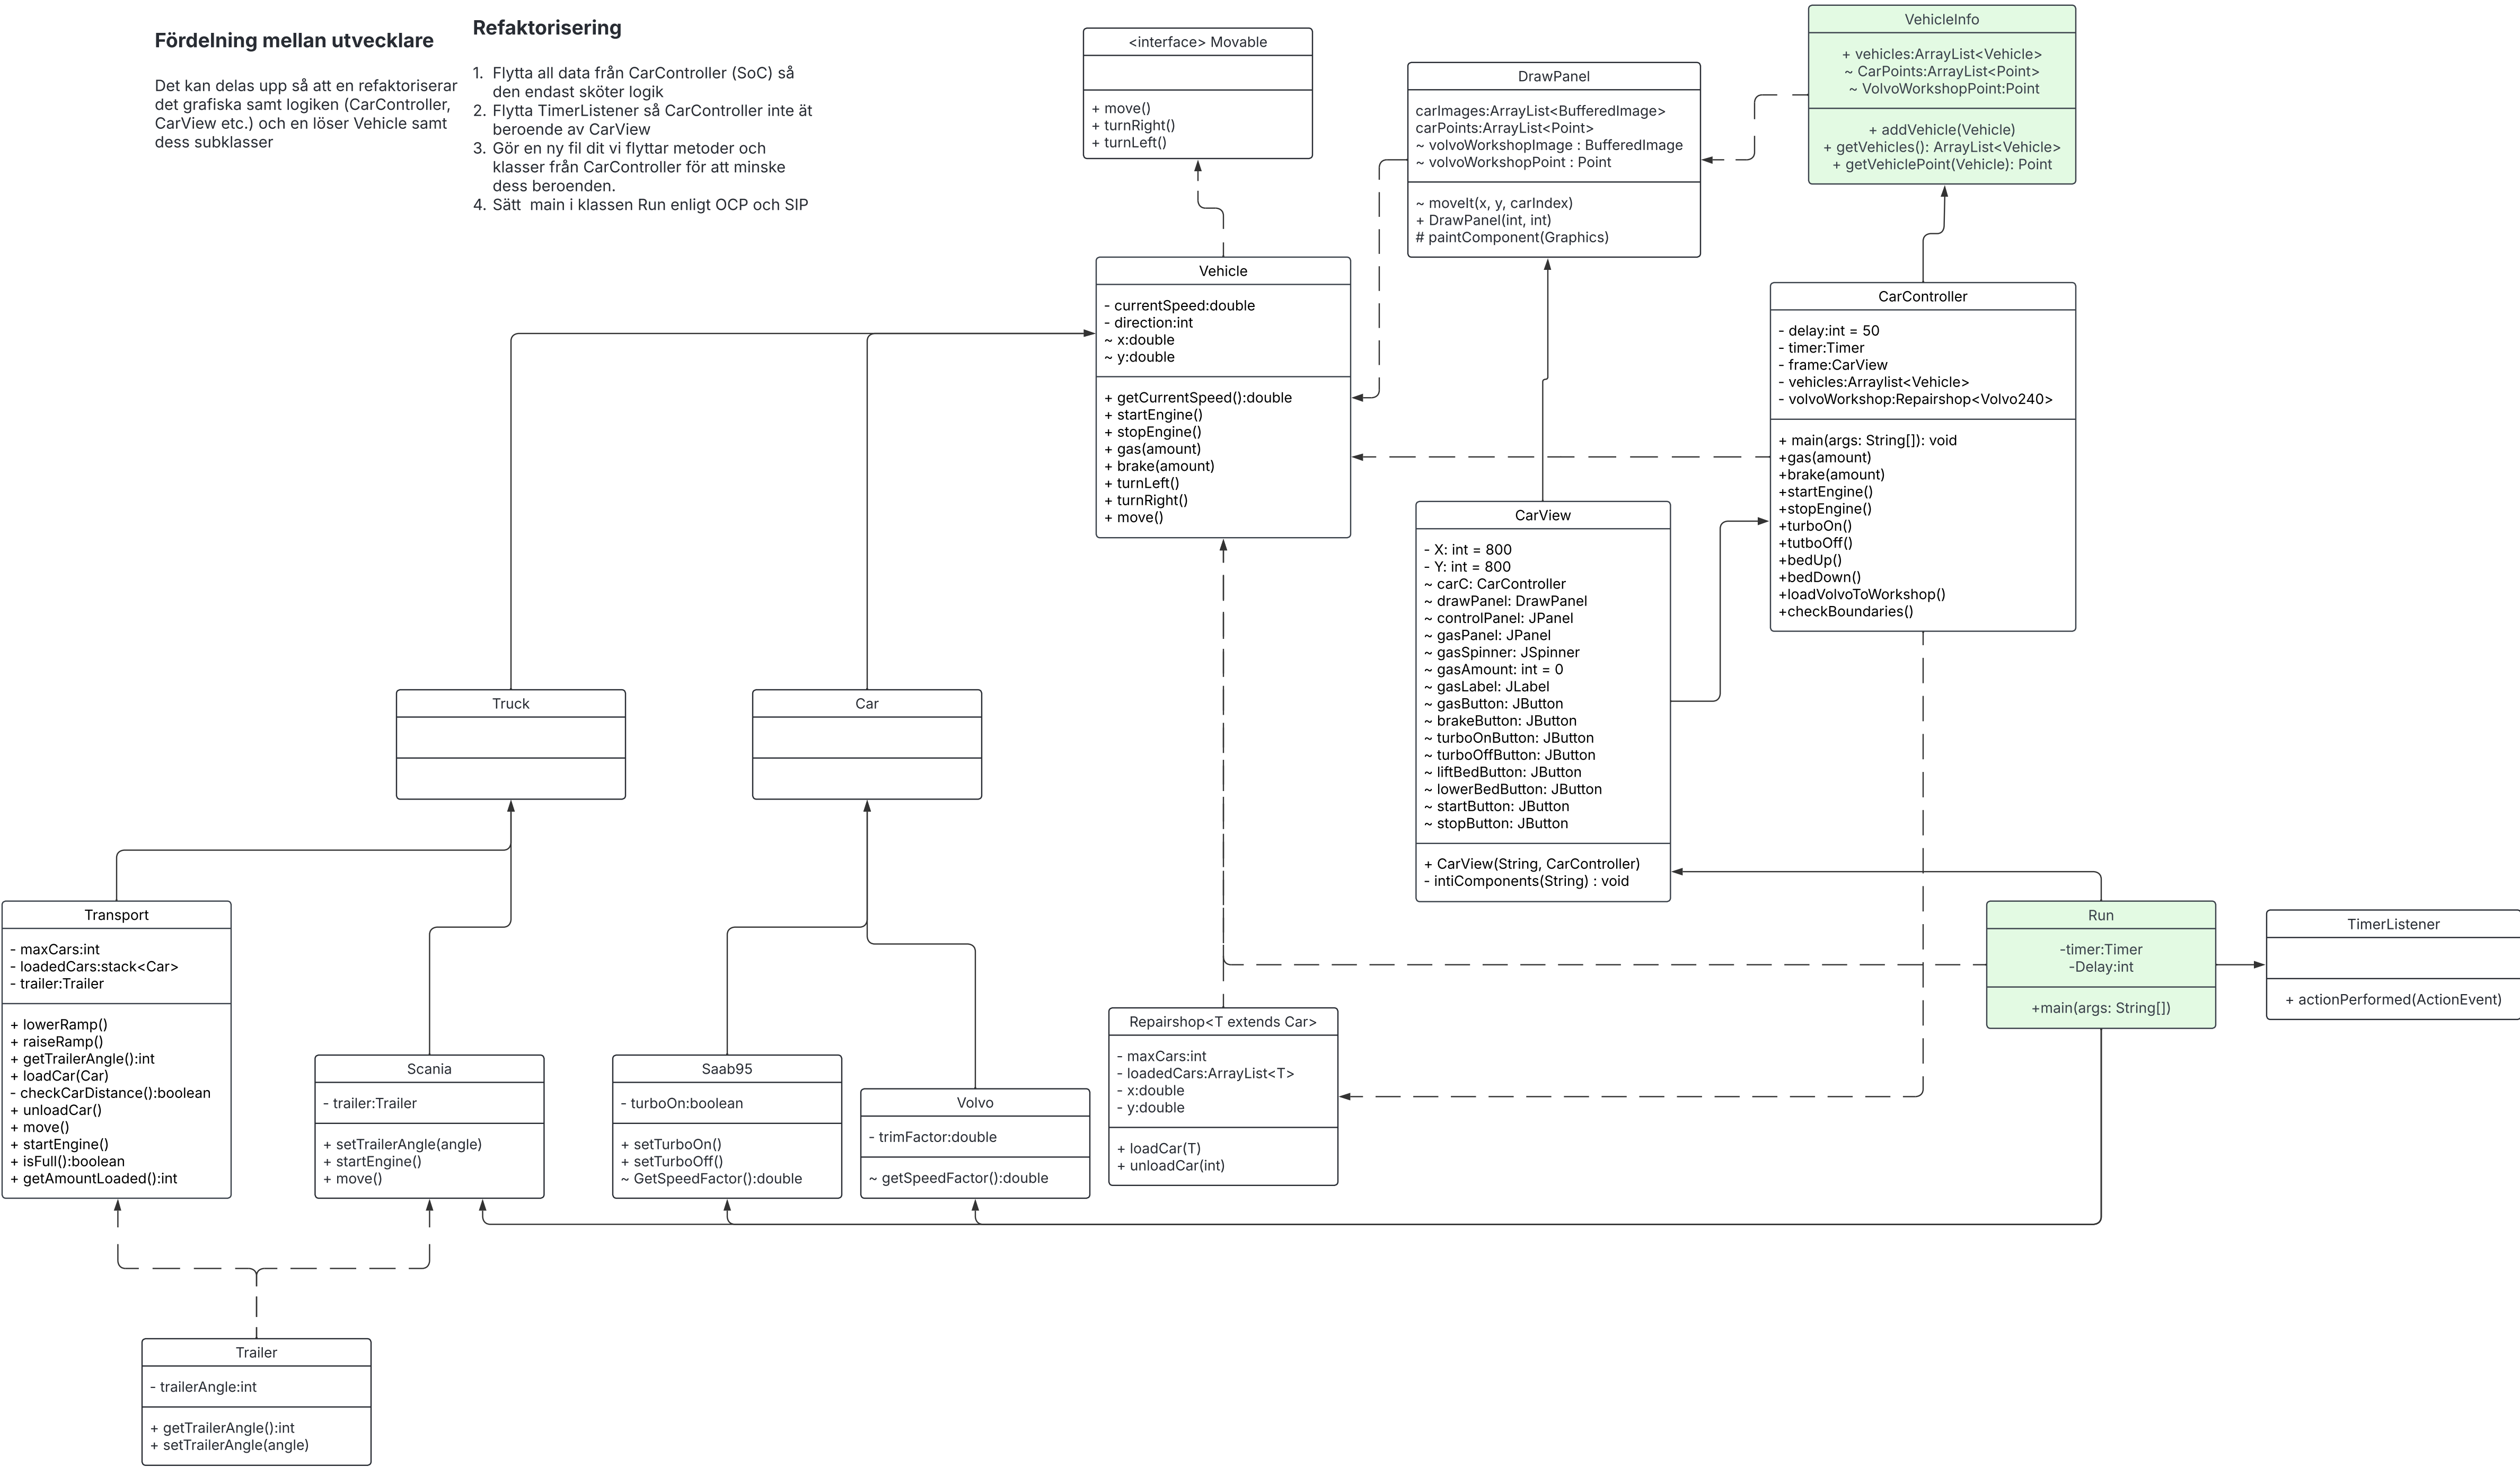 Fördelning mellan utvecklare
Det kan delas upp så att en refaktoriserar
det grafiska samt logiken (CarController,
CarView etc.) och en löser Vehicle samt
dess subklasser
Refaktorisering
1. Flytta all data från CarController (SoC) så
den endast sköter logik
2. Flytta TimerListener så CarController inte ät
beroende av CarView
3. Gör en ny fil dit vi flyttar metoder och
klasser från CarController för att minske
dess beroenden.
4. Sätt main i klassen Run enligt OCP och SIP
<interface> Movable
+ move()
+ turnRight()
+ turnLeft()
DrawPanel
carImages:ArrayList<BufferedImage>
carPoints:ArrayList<Point>
~ volvoWorkshopImage : BufferedImage
~ volvoWorkshopPoint : Point
~ moveIt(x, y, carIndex)
+ DrawPanel(int, int)
# paintComponent(Graphics)
VehicleInfo
+ vehicles:ArrayList<Vehicle>
~ CarPoints:ArrayList<Point>
~ VolvoWorkshopPoint:Point
+ addVehicle(Vehicle)
+ getVehicles(): ArrayList<Vehicle>
+ getVehiclePoint(Vehicle): Point
Vehicle
- currentSpeed:double
- direction:int
~ x:double
~ y:double
+ getCurrentSpeed():double
+ startEngine()
+ stopEngine()
+ gas(amount)
+ brake(amount)
+ turnLeft()
+ turnRight()
+ move()
CarController
- delay:int = 50
- timer:Timer
- frame:CarView
- vehicles:Arraylist<Vehicle>
- volvoWorkshop:Repairshop<Volvo240>
+ main(args: String[]): void
+gas(amount)
+brake(amount)
+startEngine()
+stopEngine()
+turboOn()
+tutboOff()
+bedUp()
+bedDown()
+loadVolvoToWorkshop()
+checkBoundaries()
CarView
- X: int = 800
- Y: int = 800
~ carC: CarController
~ drawPanel: DrawPanel
~ controlPanel: JPanel
~ gasPanel: JPanel
~ gasSpinner: JSpinner
~ gasAmount: int = 0
~ gasLabel: JLabel
~ gasButton: JButton
~ brakeButton: JButton
~ turboOnButton: JButton
~ turboOffButton: JButton
~ liftBedButton: JButton
~ lowerBedButton: JButton
~ startButton: JButton
~ stopButton: JButton
+ CarView(String, CarController)
- intiComponents(String) : void
Truck
Car
Transport
- maxCars:int
- loadedCars:stack<Car>
- trailer:Trailer
+ lowerRamp()
+ raiseRamp()
+ getTrailerAngle():int
+ loadCar(Car)
- checkCarDistance():boolean
+ unloadCar()
+ move()
+ startEngine()
+ isFull():boolean
+ getAmountLoaded():int
Scania
- trailer:Trailer
+ setTrailerAngle(angle)
+ startEngine()
+ move()
Saab95
- turboOn:boolean
+ setTurboOn()
+ setTurboOff()
~ GetSpeedFactor():double
Volvo
- trimFactor:double
~ getSpeedFactor():double
Repairshop<T extends Car>
- maxCars:int
- loadedCars:ArrayList<T>
- x:double
- y:double
+ loadCar(T)
+ unloadCar(int)
Run
-timer:Timer
-Delay:int
+main(args: String[])
TimerListener
+ actionPerformed(ActionEvent)
Trailer
- trailerAngle:int
+ getTrailerAngle():int
+ setTrailerAngle(angle)